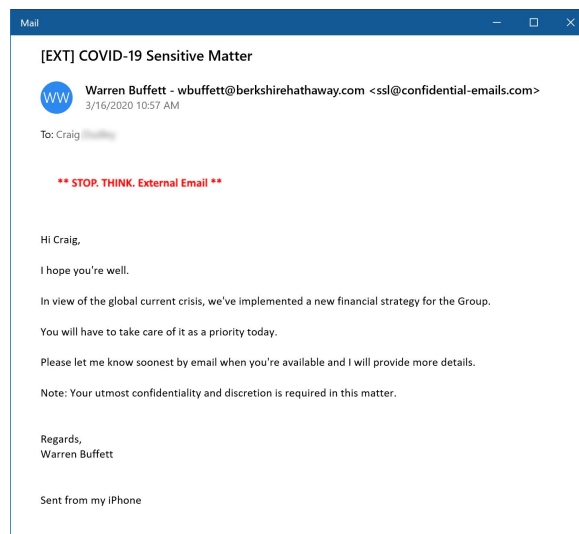 Mail
[EXT] COVID-19 Sensitive Matter
WW
Warren Buffett - wbuffett@berkshirehathaway.com <ssl@confidential-emails.com>
3/16/2020 10:57 AM
To: Craig
** STOP. THINK. External Email **
Hi Craig,
I hope you're well.
In view of the global current crisis, we've implemented a new financial strategy for the Group.
You will have to take care of it as a priority today.
Please let me know soonest by email when you're available and I will provide more details.
Note: Your utmost confidentiality and discretion is required in this matter.
Regards,
Warren Buffett
Sent from my iPhone